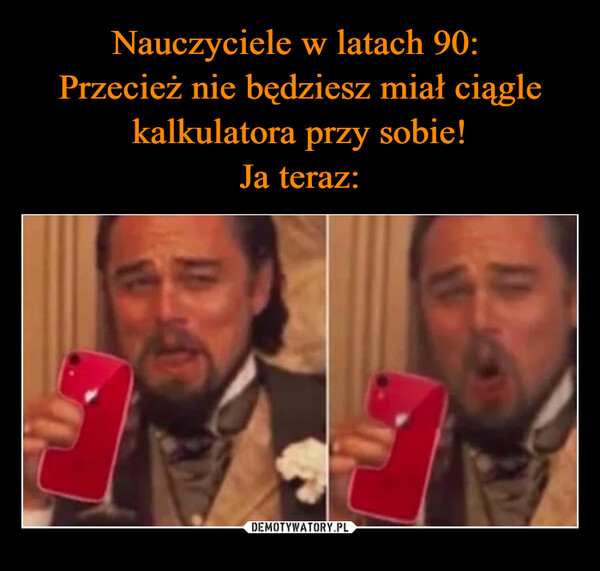 Nauczyciele w latach 90:
Przecież nie będziesz miał ciągle
kalkulatora przy sobie!
Ja teraz:
DEMOTYWATORY.PL